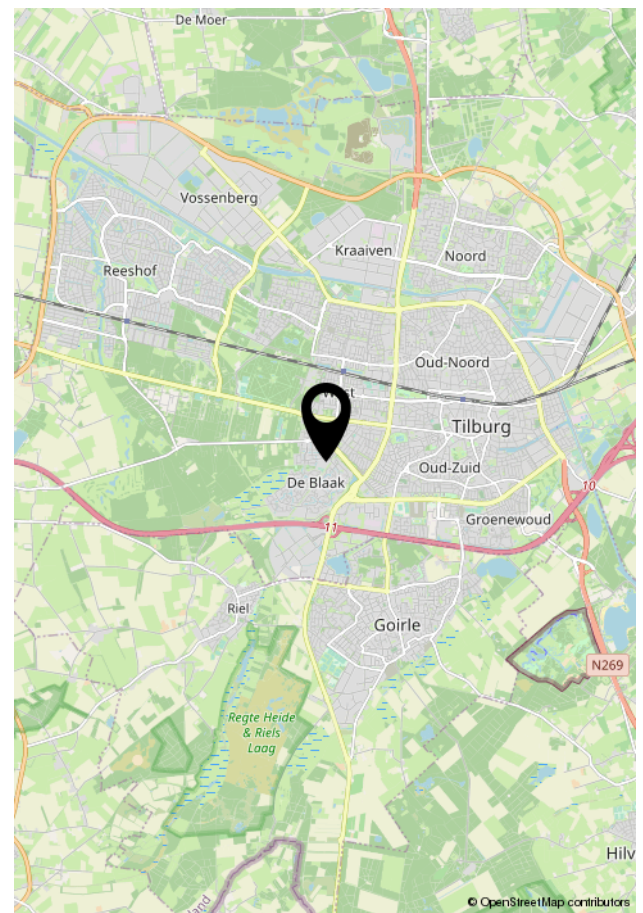 De Moer
Vossenberg
Kraaiven
Noord
Reeshof
Oud-Noord
Tilburg
Oud-Zuid
De Blaak
10
Groenewoud
11
Riel
Goirle
N269
Regte Heide
& Riels
Laag
Hilv
© OpenStreetMap contributors